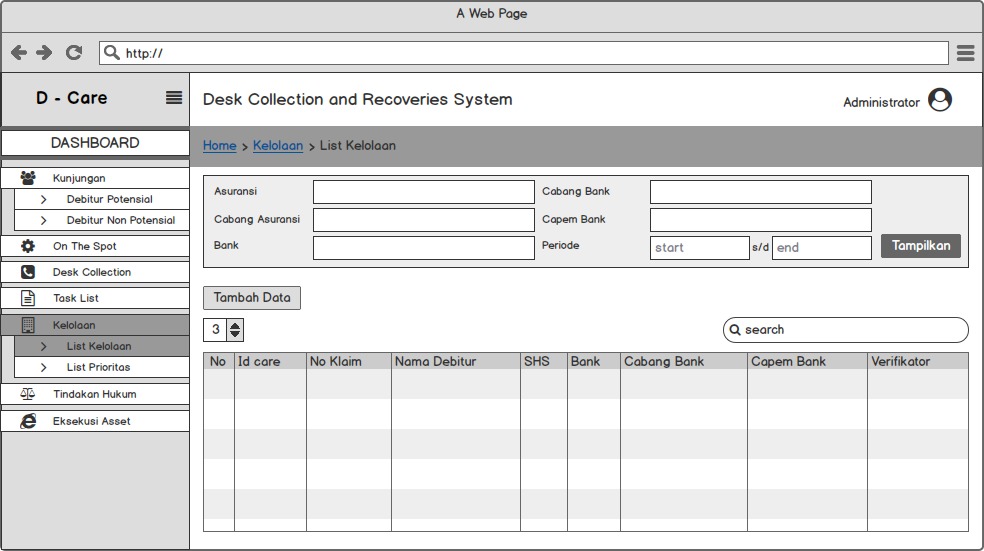 A Web Page
http://
D - Care
Desk Collection and Recoveries System
Administrator
DASHBOARD
Home > Kelolaan > List Kelolaan
Kunjungan
Debitur Potensial
Debitur Non Potensial
On The Spot
Desk Collection
Task List
Kelolaan
List Kelolaan
List Prioritas
Tindakan Hukum
Eksekusi Asset
Asuransi
Cabang Bank
Cabang Asuransi
Capem Bank
Bank
Periode start s/d end Tampilkan
Tambah Data
3
search
No Id care No Klaim Nama Debitur SHS Bank Cabang Bank Capem Bank Verifikator